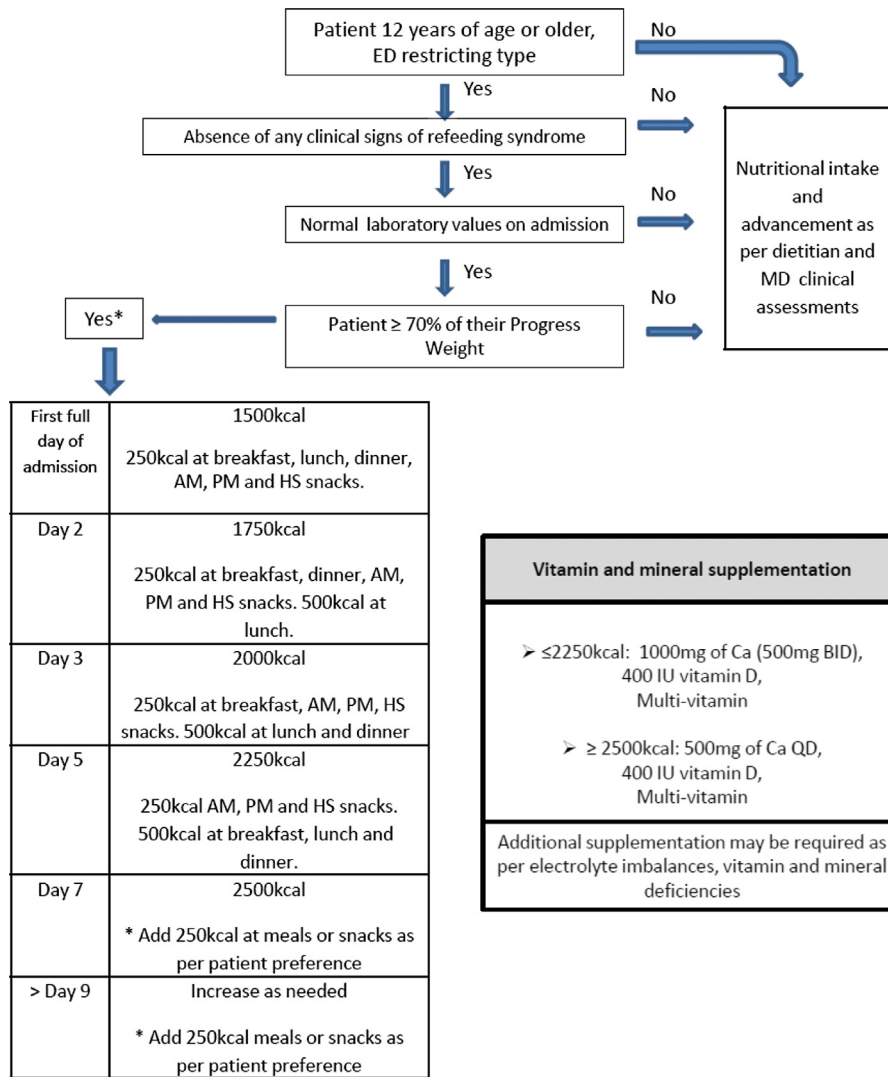 Patient 12 years of age or older,
ED restricting type
No
Yes
No
Absence of any clinical signs of refeeding syndrome
Yes
No
Normal laboratory values on admission
Yes
No
Patient ≥ 70% of their Progress
Weight
Yes*
Nutritional intake
and
advancement as
per dietitian and
MD clinical
assessments
First full
day of
admission
1500kcal
250kcal at breakfast, lunch, dinner,
AM, PM and HS snacks.
Day 2
1750kcal
250kcal at breakfast, dinner, AM,
PM and HS snacks. 500kcal at
lunch.
Day 3
2000kcal
250kcal at breakfast, AM, PM, HS
snacks. 500kcal at lunch and dinner
Day 5
2250kcal
250kcal AM, PM and HS snacks.
500kcal at breakfast, lunch and
dinner.
Day 7
2500kcal
* Add 250kcal at meals or snacks as
per patient preference
> Day 9
Increase as needed
* Add 250kcal meals or snacks as
per patient preference
Vitamin and mineral supplementation
➢ ≤2250kcal: 1000mg of Ca (500mg BID),
400 IU vitamin D,
Multi-vitamin
➢ ≥ 2500kcal: 500mg of Ca QD,
400 IU vitamin D,
Multi-vitamin
Additional supplementation may be required as
per electrolyte imbalances, vitamin and mineral
deficiencies